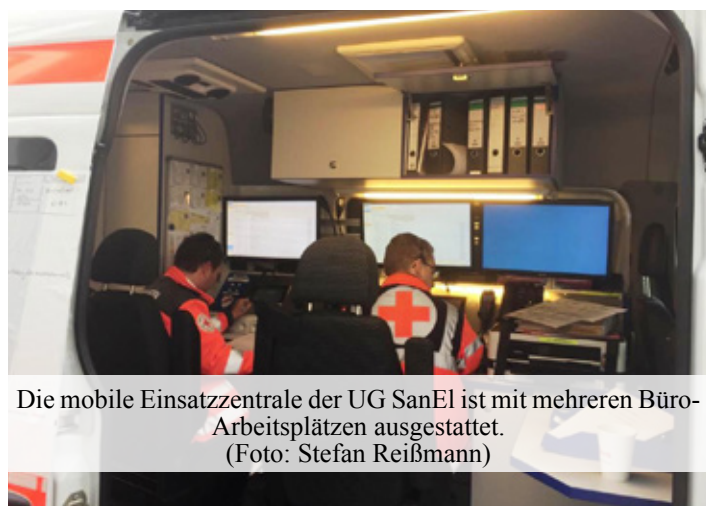 Die mobile Einsatzzentrale der UG SanEl ist mit mehreren Büro-
Arbeitsplätzen ausgestattet.
(Foto: Stefan Reißmann)